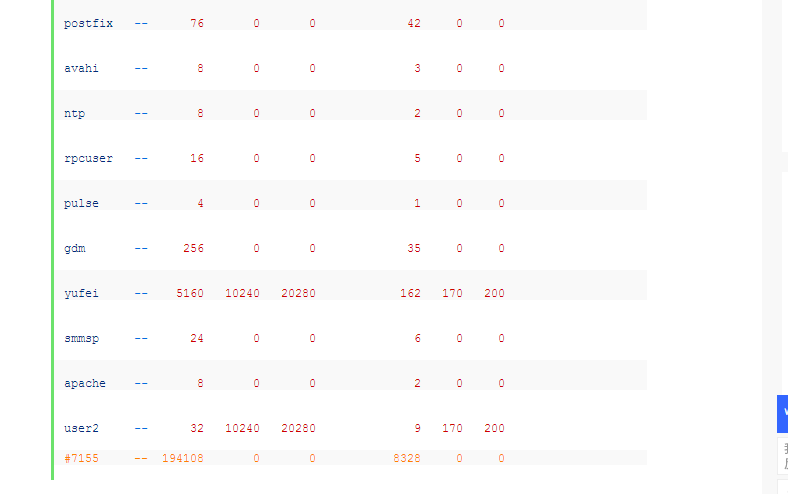 postfix -- 76 0 0 42 0 0
avahi -- 8 0 0 3 0 0
ntp -- 8 0 0 2 0 0
rpcuser -- 16 0 0 5 0 0
pulse -- 4 0 0 1 0 0
gdm -- 256 0 0 35 0 0
yufei -- 5160 10240 20280 162 170 200
smmsp -- 24 0 0 6 0 0
apache -- 8 0 0 2 0 0
user2 -- 32 10240 20280 9 170 200
#7155 -- 194108 0 0 8328 0 0